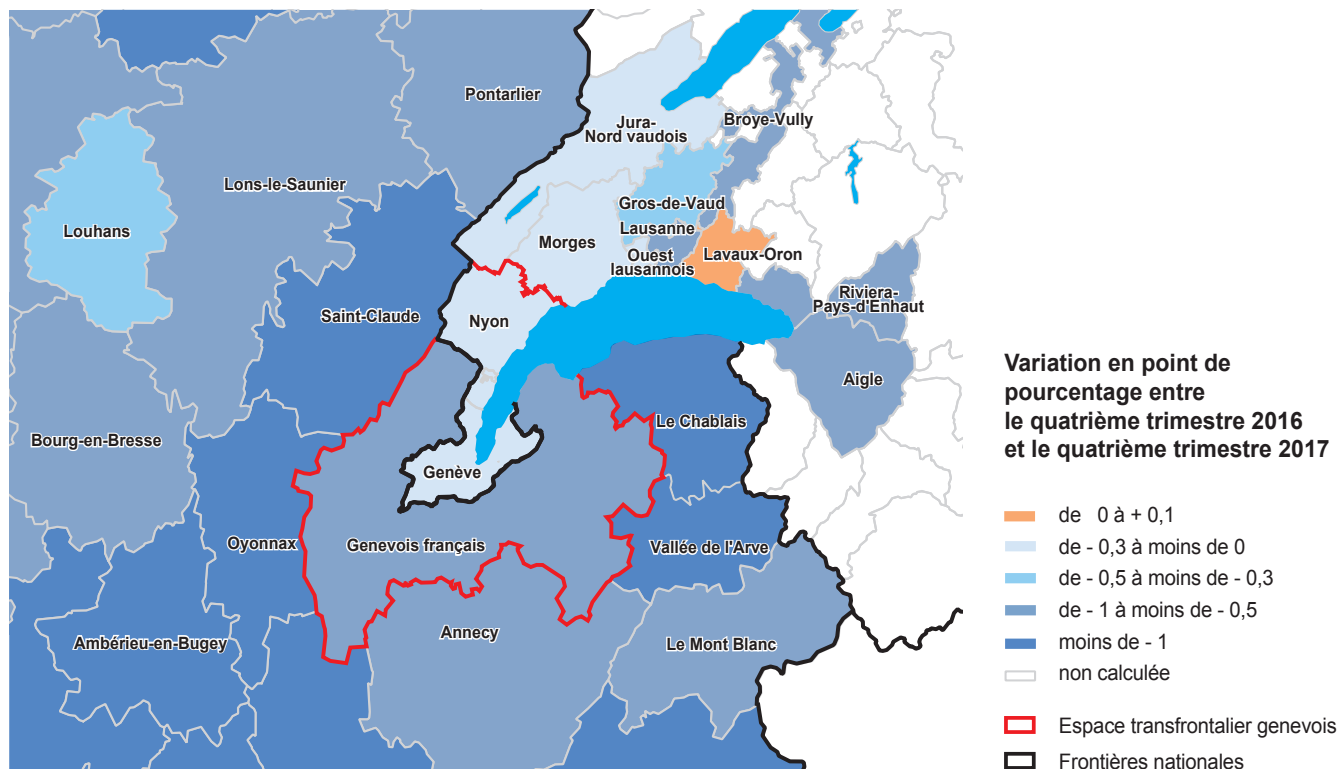 Pontarlier
Jura-
Nord vaudois
Broye-Vully
Lons-le-Saunier
Louhans
Gros-de-Vaud
Lausanne
Morges
Ouest
lausannois
Lavaux-Oron
Riviera-
Pays-d'Enhaut
Saint-Claude
Nyon
Aigle
Le Chablais
Bourg-en-Bresse
Genève
Oyonnax
Genevois français
Vallée de l'Arve
Ambérieu-en-Bugey
Annecy
Le Mont Blanc
Variation en point de
pourcentage entre
le quatrième trimestre 2016
et le quatrième trimestre 2017
de 0 à + 0,1
de - 0,3 à moins de 0
de - 0,5 à moins de - 0,3
de - 1 à moins de - 0,5
moins de - 1
non calculée
Espace transfrontalier genevois
Frontières nationales